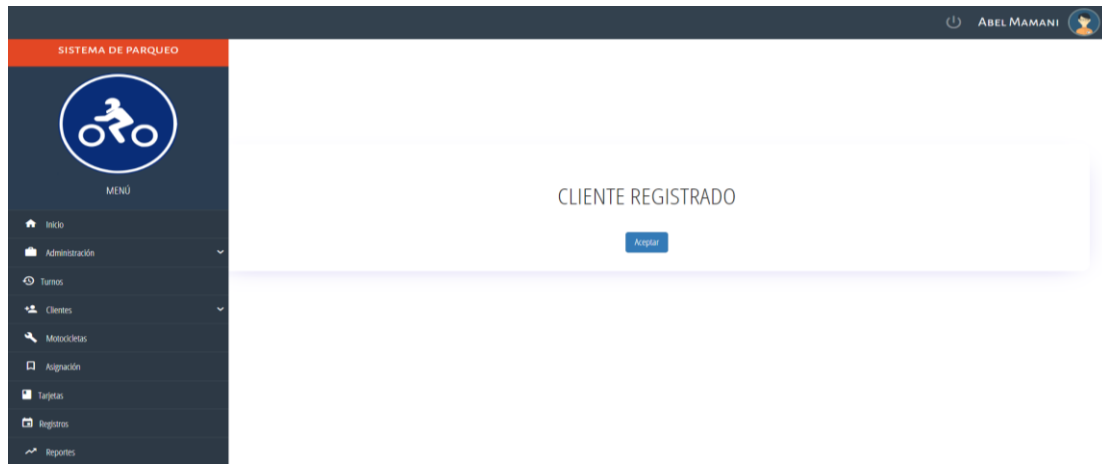 ABEL MAMANI
SISTEMA DE PARQUEO
MENÚ
Inicio
Administración
Turnos
Clientes
Motocicletas
Asignación
Tarjetas
Registros
Reportes
CLIENTE REGISTRADO
Aceptar